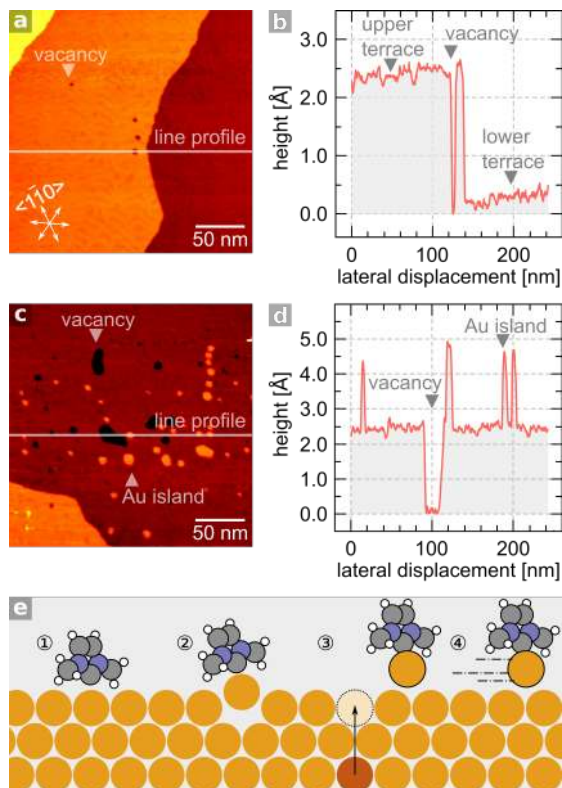 a
vacancy
line profile
<1̄10>
50 nm
b
upper
terrace
vacancy
lower
terrace
3.0
2.0
1.0
0.0
height [Å]
0
100
200
lateral displacement [nm]
c
vacancy
line profile
Au island
50 nm
d
Au island
vacancy
5.0
4.0
3.0
2.0
1.0
0.0
height [Å]
0
100
200
lateral displacement [nm]
e
①
②
③
④